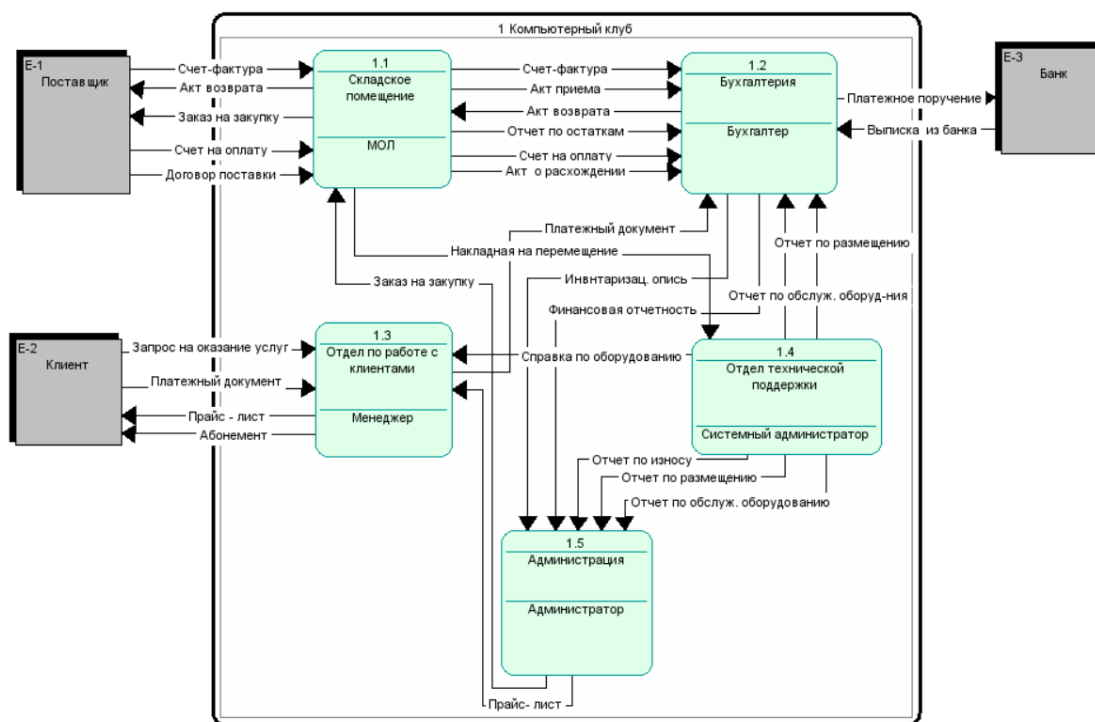 1 Компьютерный клуб
E-1
Поставщик
Счет-фактура
Акт возврата
Заказ на закупку
Счет на оплату
Договор поставки
1.1
Складское
помещение
МОЛ
Счет-фактура
Акт приема
Акт возврата
Отчет по остаткам
Счет на оплату
Акт о расхождении
1.2
Бухгалтерия
Бухгалтер
Платежное поручение
Выписка из банка
E-3
Банк
Платежный документ
Накладная на перемещение
Заказ на закупку
Инвнтаризац. опись
Финансовая отчетность
Отчет по размещению
Отчет по обслуж. оборуд-ния
E-2
Клиент
Запрос на оказание услуг
Платежный документ
Прайс - лист
Абонемент
1.3
Отдел по работе с
клиентами
Менеджер
Справка по оборудованию
1.4
Отдел технической
поддержки
Системный администратор
Отчет по износу
Отчет по размещению
Отчет по обслуж. оборудованию
1.5
Администрация
Администратор
Прайс- лист